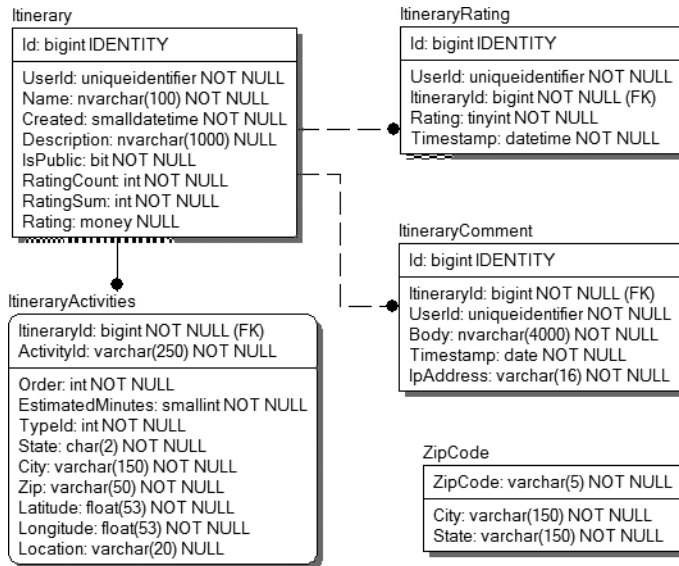 Itinerary
Id: bigint IDENTITY
UserId: uniqueidentifier NOT NULL
Name: nvarchar(100) NOT NULL
Created: smalldatetime NOT NULL
Description: nvarchar(1000) NOT NULL
IsPublic: bit NOT NULL
RatingCount: int NOT NULL
RatingSum: int NOT NULL
Rating: money NULL
ItineraryRating
Id: bigint IDENTITY
UserId: uniqueidentifier NOT NULL
ItineraryId: bigint NOT NULL (FK)
Rating: tinyint NOT NULL
Timestamp: datetime NOT NULL
ItineraryComment
Id: bigint IDENTITY
ItineraryId: bigint NOT NULL (FK)
UserId: uniqueidentifier NOT NULL
Body: nvarchar(4000) NOT NULL
Timestamp: date NOT NULL
IpAddress: varchar(16) NOT NULL
ItineraryActivities
ItineraryId: bigint NOT NULL (FK)
ActivityId: varchar(250) NOT NULL
Order: int NOT NULL
EstimatedMinutes: smallint NOT NULL
TypeId: int NOT NULL
State: char(2) NOT NULL
City: varchar(150) NOT NULL
Zip: varchar(50) NOT NULL
Latitude: float(53) NOT NULL
Longitude: float(53) NOT NULL
Location: varchar(20) NULL
ZipCode
ZipCode: varchar(5) NOT NULL
City: varchar(150) NOT NULL
State: varchar(150) NOT NULL